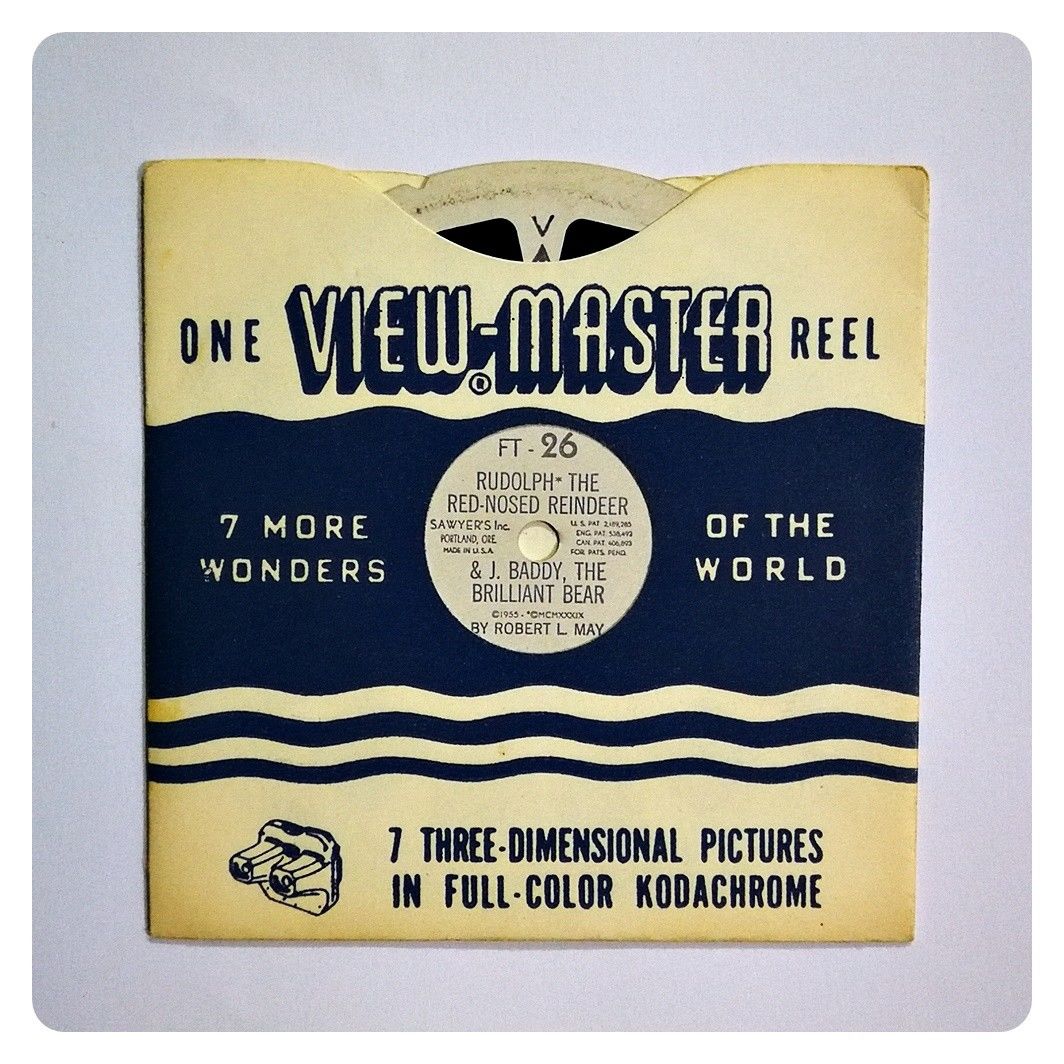 V
ONE VIEW-MASTER® REEL
FT - 26
RUDOLPH* THE
RED-NOSED REINDEER
SAWYER'S Inc.
PORTLAND, ORE.
MADE IN U.S.A.
U.S. PAT. 2,189,285
ENG. PAT. 538,493
CAN. PAT. 406,893
FOR. PATS. PEND.
& J. BADDY, THE
BRILLIANT BEAR
©1955 - *©MCMXXXIX
BY ROBERT L. MAY
7 MORE
WONDERS
OF THE
WORLD
7 THREE-DIMENSIONAL PICTURES
IN FULL-COLOR KODACHROME